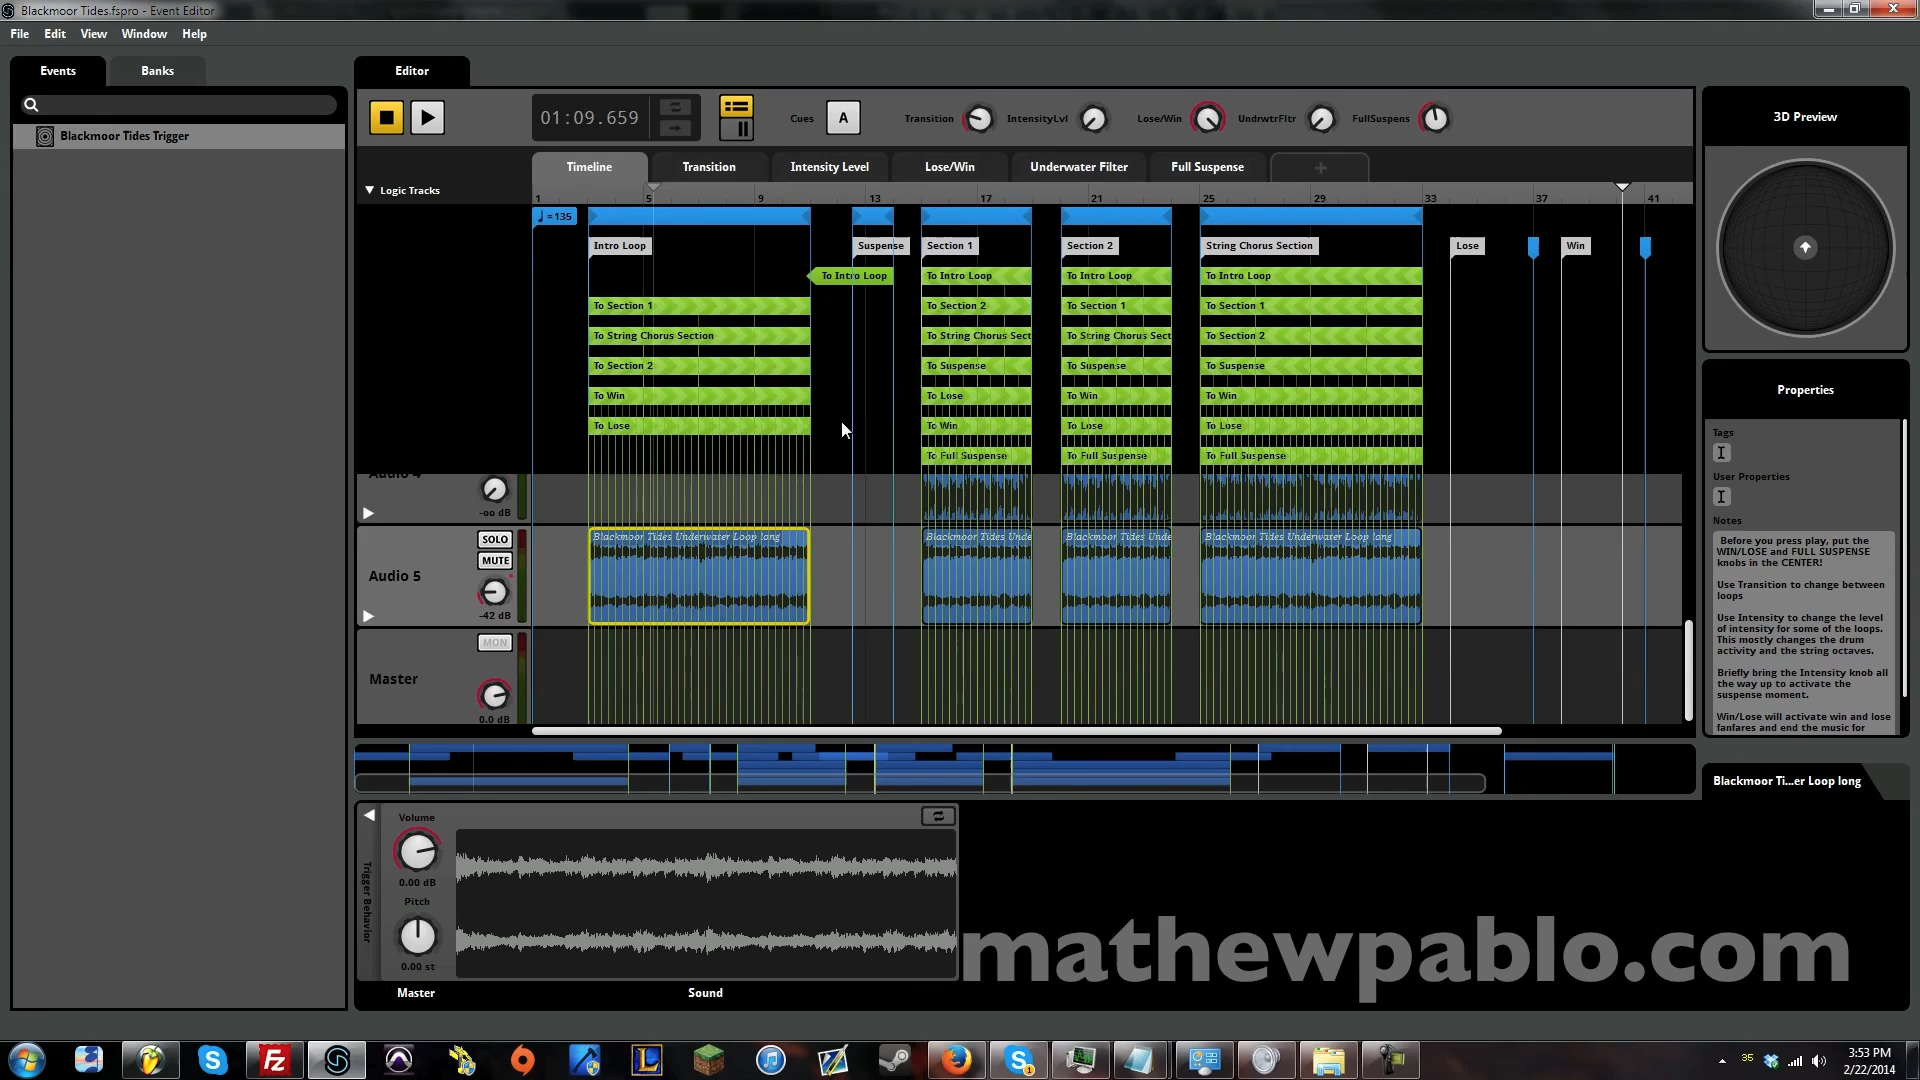 Blackmoor Tides.fspro - Event Editor
File Edit View Window Help
Events Banks
Blackmoor Tides Trigger
Editor
01:09.659
Cues A Transition IntensityLvl Lose/Win UndrwtrFltr FullSuspens
Timeline Transition Intensity Level Lose/Win Underwater Filter Full Suspense +
Logic Tracks
1 5 9 13 17 21 25 29 33 37 41
=135
Intro Loop Suspense Section 1 Section 2 String Chorus Section Lose Win
To Intro Loop To Intro Loop To Intro Loop To Intro Loop
To Section 1 To Section 2 To Section 1 To Section 1
To String Chorus Section To String Chorus Sect To String Chorus Sect To Section 2
To Section 2 To Suspense To Suspense To Suspense
To Win To Lose To Win To Win
To Lose To Win To Lose To Lose
To Full Suspense To Full Suspense To Full Suspense
-oo dB
Audio 5
SOLO
MUTE
-42 dB
Blackmoor Tides Underwater Loop long Blackmoor Tides Unde Blackmoor Tides Unde Blackmoor Tides Underwater Loop long
MON
Master
0.0 dB
3D Preview
Properties
Tags
User Properties
Notes
Before you press play, put the
WIN/LOSE and FULL SUSPENSE
knobs in the CENTER!
Use Transition to change between
loops
Use Intensity to change the level
of intensity for some of the loops.
This mostly changes the drum
activity and the string octaves.
Briefly bring the Intensity knob all
the way up to activate the
suspense moment.
Win/Lose will activate win and lose
fanfares and end the music for
Blackmoor Ti...er Loop long
Trigger Behavior
Volume
0.00 dB
Pitch
0.00 st
Master Sound
mathewpablo.com
35
3:53 PM
2/22/2014